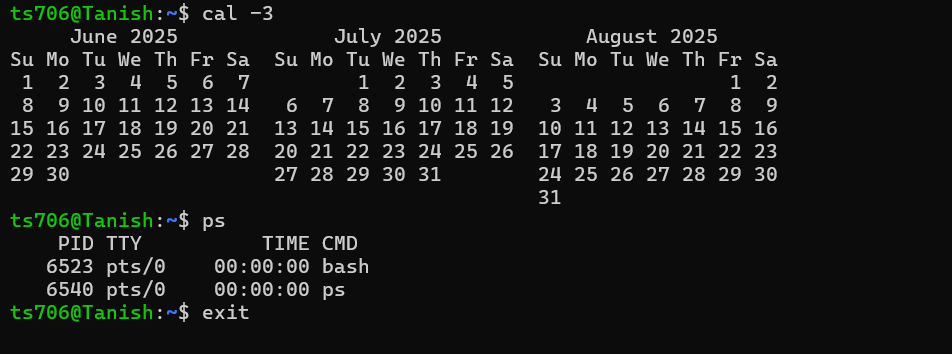 ts706@Tanish:~$ cal -3
     June 2025             July 2025            August 2025
Su Mo Tu We Th Fr Sa  Su Mo Tu We Th Fr Sa  Su Mo Tu We Th Fr Sa
 1  2  3  4  5  6  7         1  2  3  4  5                  1  2
 8  9 10 11 12 13 14   6  7  8  9 10 11 12   3  4  5  6  7  8  9
15 16 17 18 19 20 21  13 14 15 16 17 18 19  10 11 12 13 14 15 16
22 23 24 25 26 27 28  20 21 22 23 24 25 26  17 18 19 20 21 22 23
29 30                 27 28 29 30 31        24 25 26 27 28 29 30
                                            31
ts706@Tanish:~$ ps
    PID TTY          TIME CMD
   6523 pts/0    00:00:00 bash
   6540 pts/0    00:00:00 ps
ts706@Tanish:~$ exit